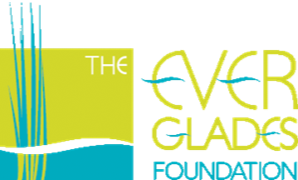 THE
EVER
GLADES
FOUNDATION